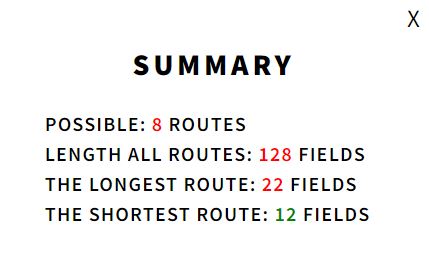 X
SUMMARY
POSSIBLE: 8 ROUTES
LENGTH ALL ROUTES: 128 FIELDS
THE LONGEST ROUTE: 22 FIELDS
THE SHORTEST ROUTE: 12 FIELDS